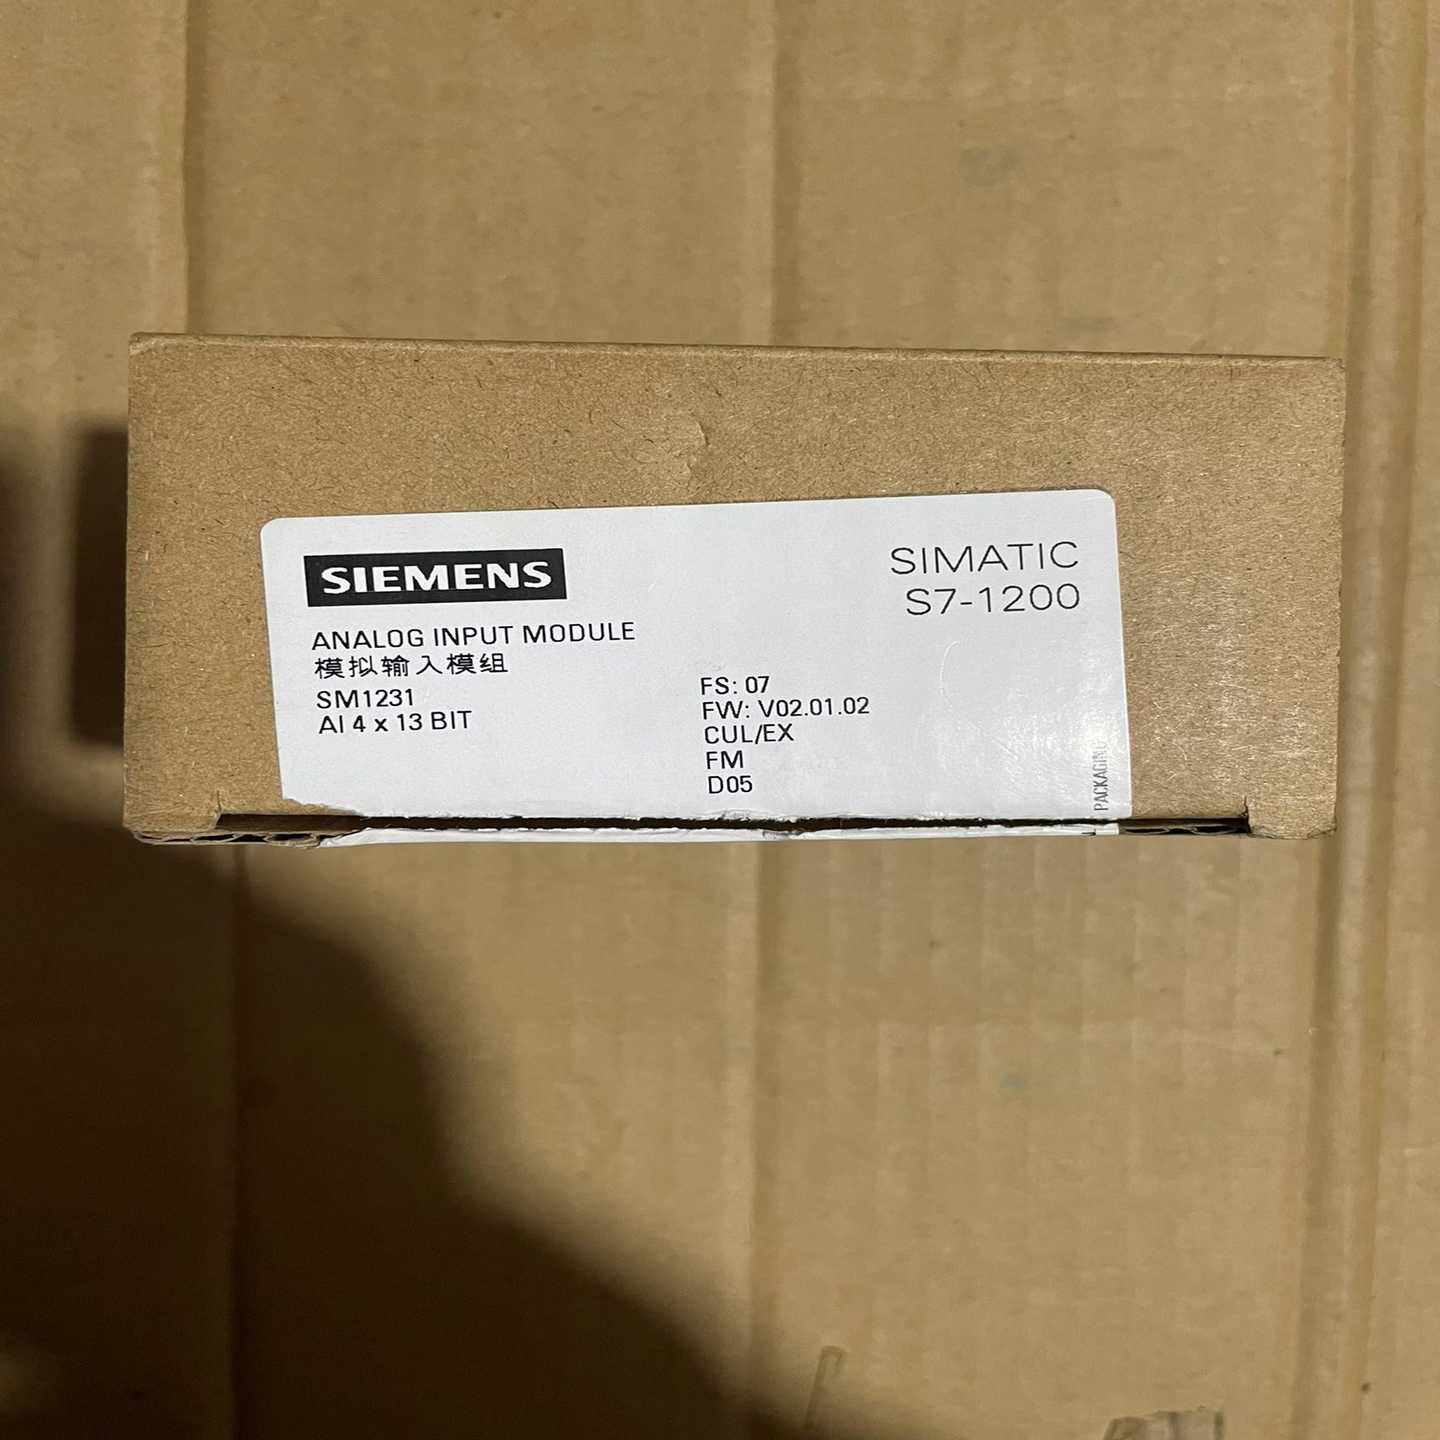 SIEMENS
SIMATIC
S7-1200
ANALOG INPUT MODULE
模拟输入模组
SM1231
AI 4 x 13 BIT
FS: 07
FW: V02.01.02
CUL/EX
FM
D05
PACKAGING